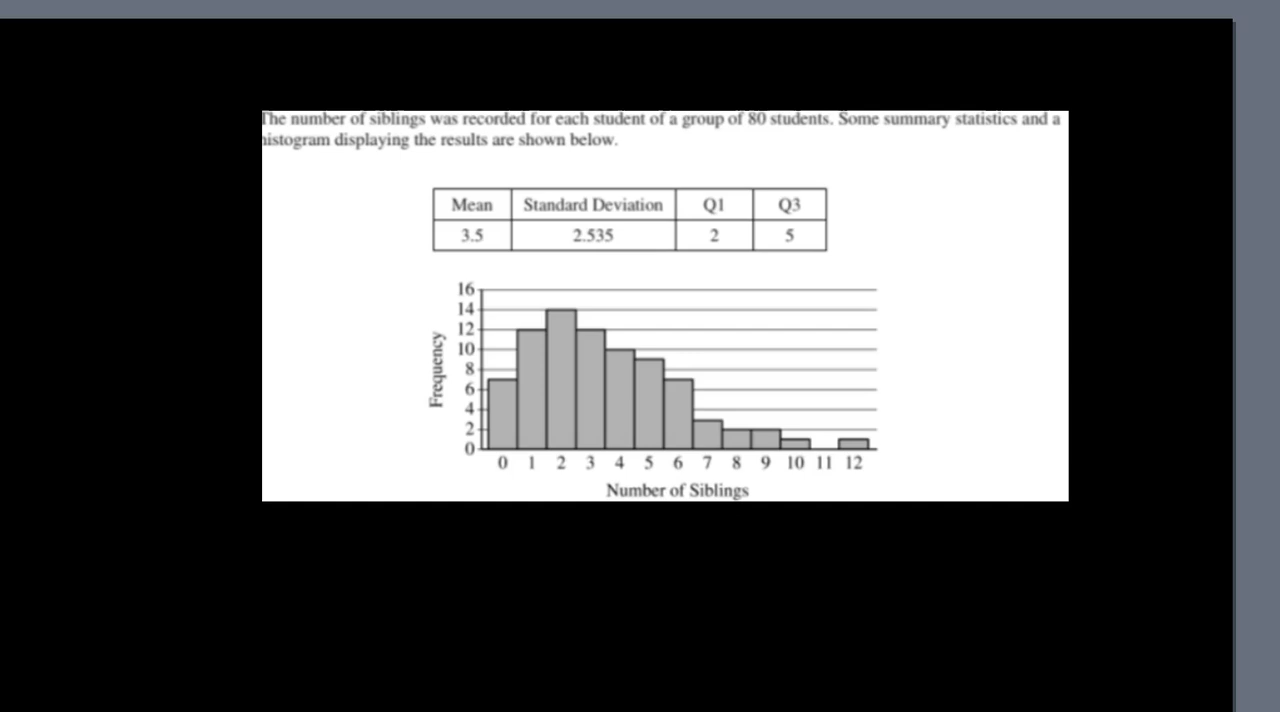 The number of siblings was recorded for each student of a group of 80 students. Some summary statistics and a
histogram displaying the results are shown below.
Mean Standard Deviation Q1 Q3
3.5 2.535 2 5
16
14
12
10
8
6
4
2
0
Frequency
0 1 2 3 4 5 6 7 8 9 10 11 12
Number of Siblings